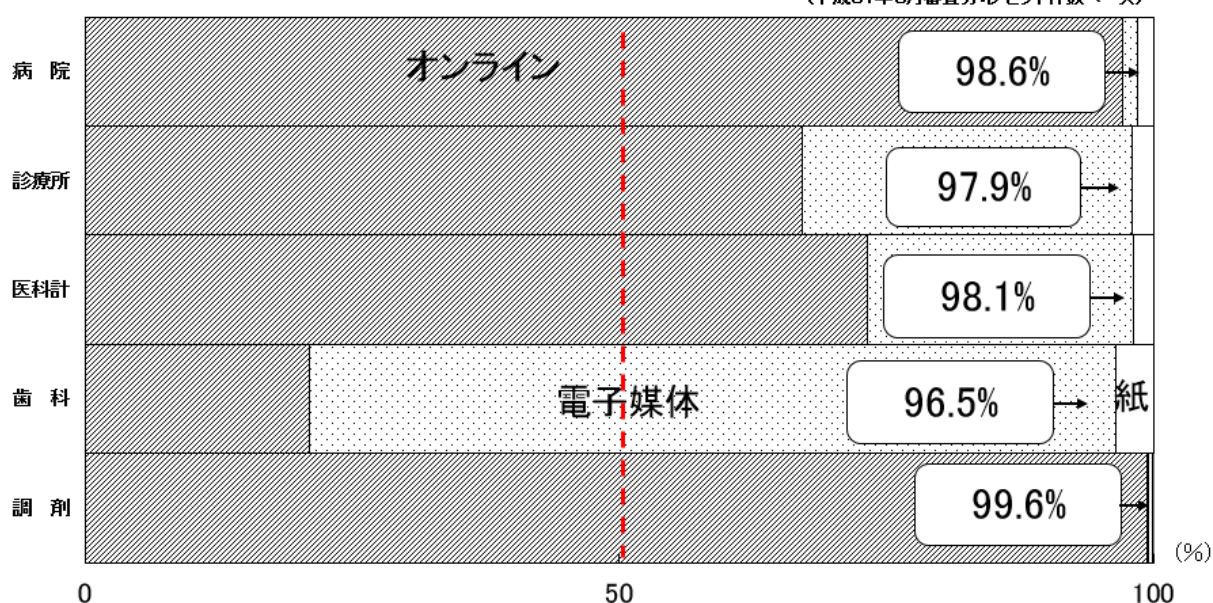 病 院
オンライン
98.6%
診療所
97.9%
医科計
98.1%
歯 科
電子媒体
96.5%
紙
調 剤
99.6%
(%)
0
50
100